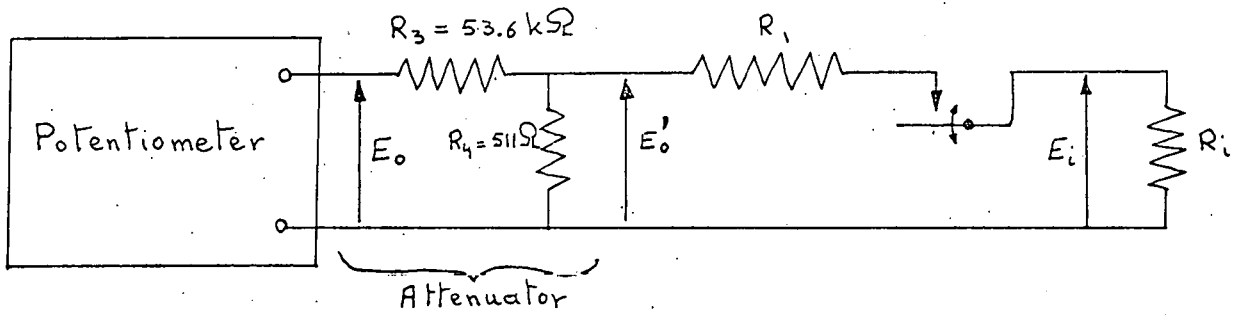 R₃ = 53.6 kΩ
R₁
Potentiometer
E₀
R₄ = 511Ω
E₀'
Eᵢ
Rᵢ
Attenuator